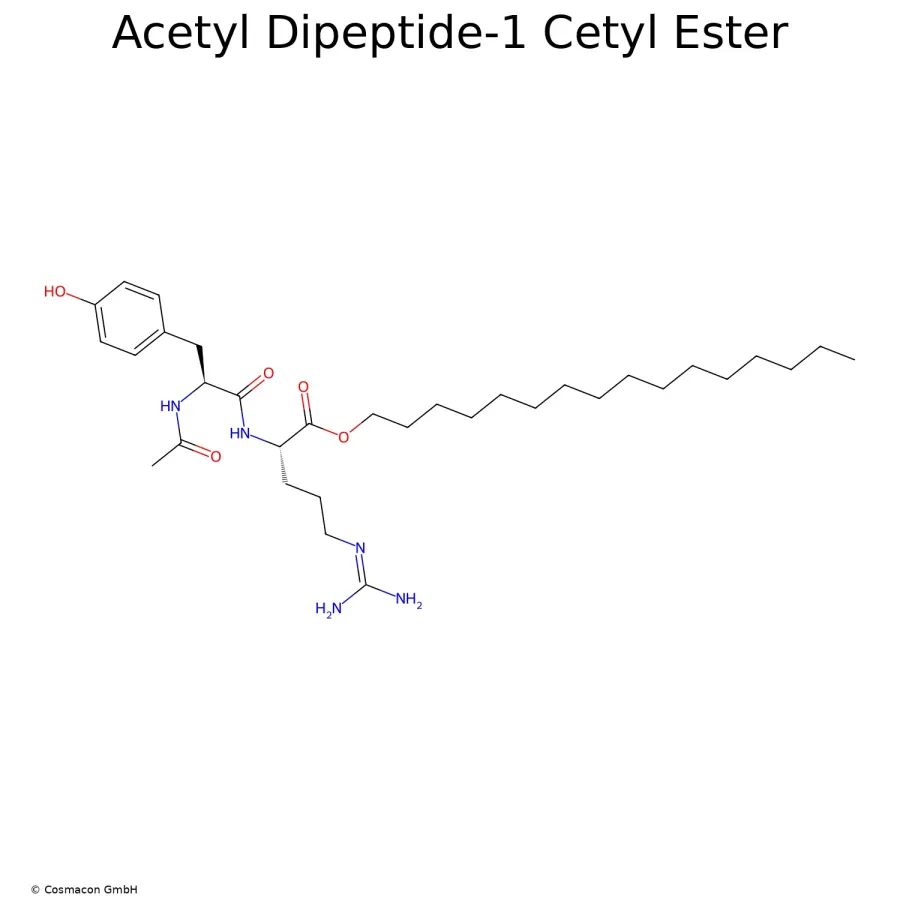 Acetyl Dipeptide-1 Cetyl Ester
HO
O
O
HN
HN
O
O
N
H₂N
NH₂
© Cosmacon GmbH